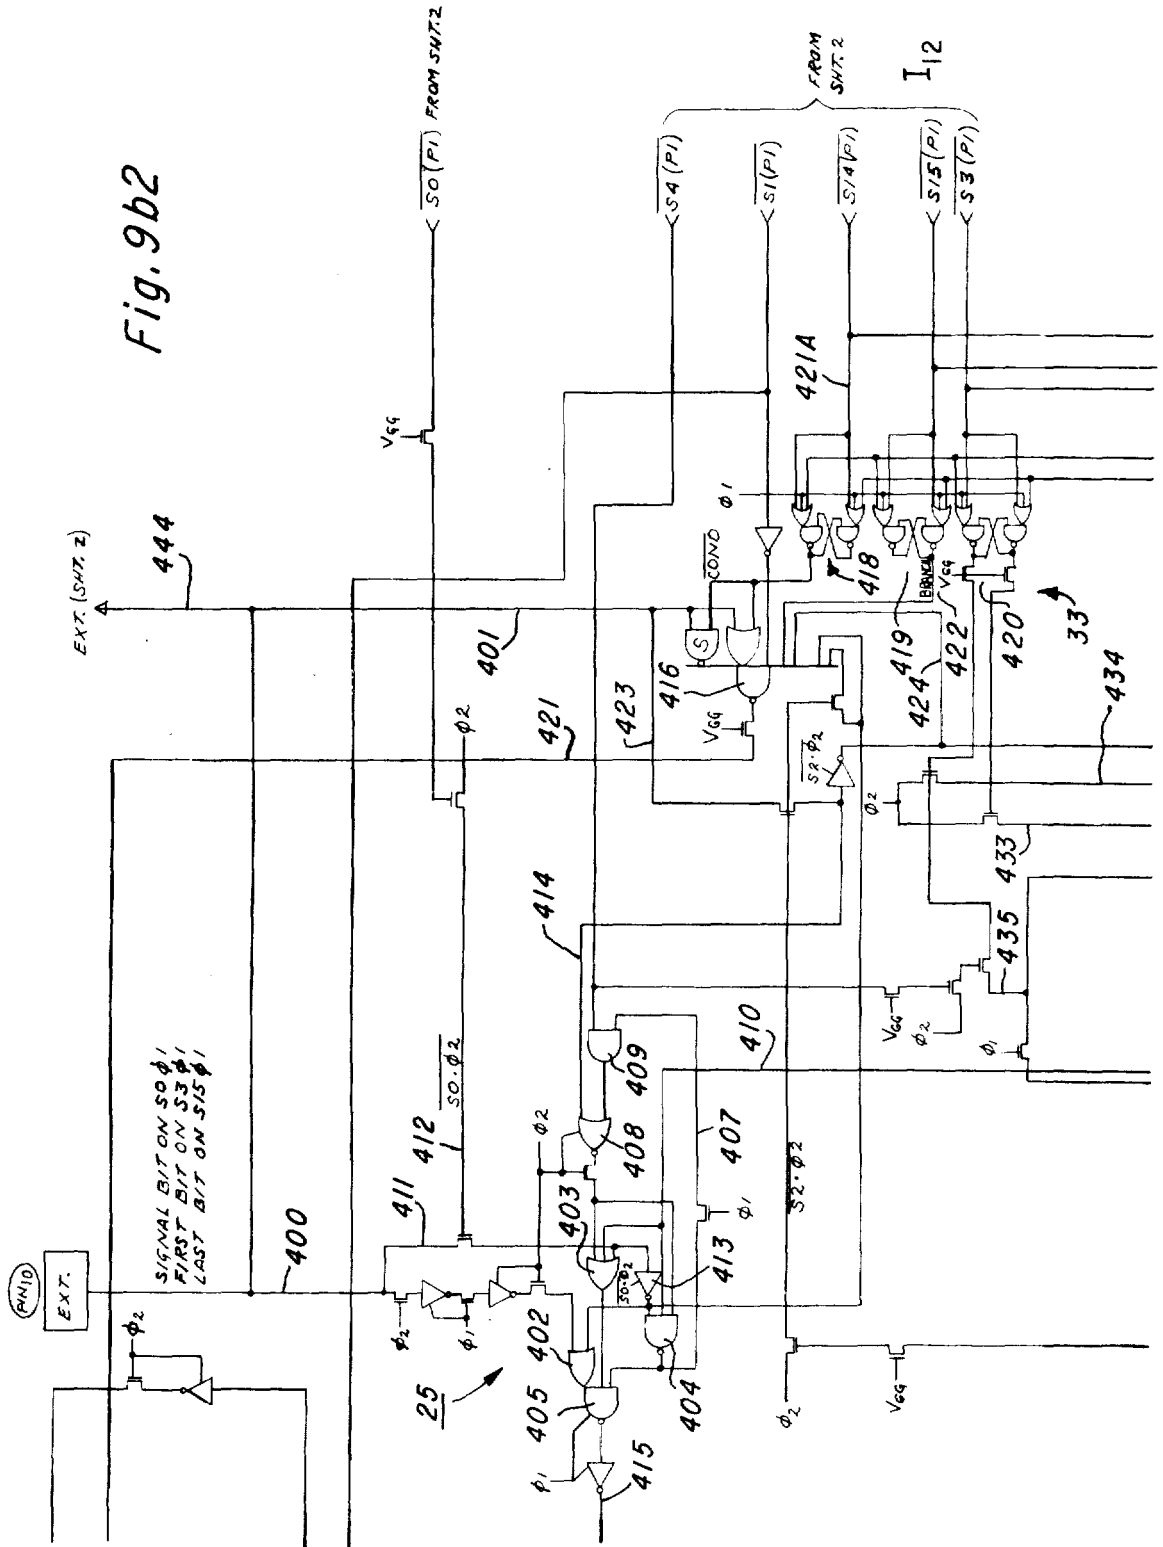 Fig. 9b2
EXT. (SHT. 2)
444
S0 (P1) FROM SHT. 2
FROM
SHT. 2
I12
S4 (P1)
S1 (P1)
S14 (P1)
S15 (P1)
S3 (P1)
PIN 10
EXT.
SIGNAL BIT ON S0 φ1
FIRST BIT ON S3 φ1
LAST BIT ON S15 φ1
400
411
412
S0·φ2
φ2
VGG
421
401
423
416
S
COND
φ1
421A
418
419
BRANCH
VGG
422
424
420
33
VGG
S2·φ2
φ2
434
433
435
414
409
408
407
410
VGG
φ2
φ1
φ2
φ2
φ2
φ1
402
403
S0·φ2
413
404
405
25
φ1
415
φ1
S2·φ2
φ2
VGG